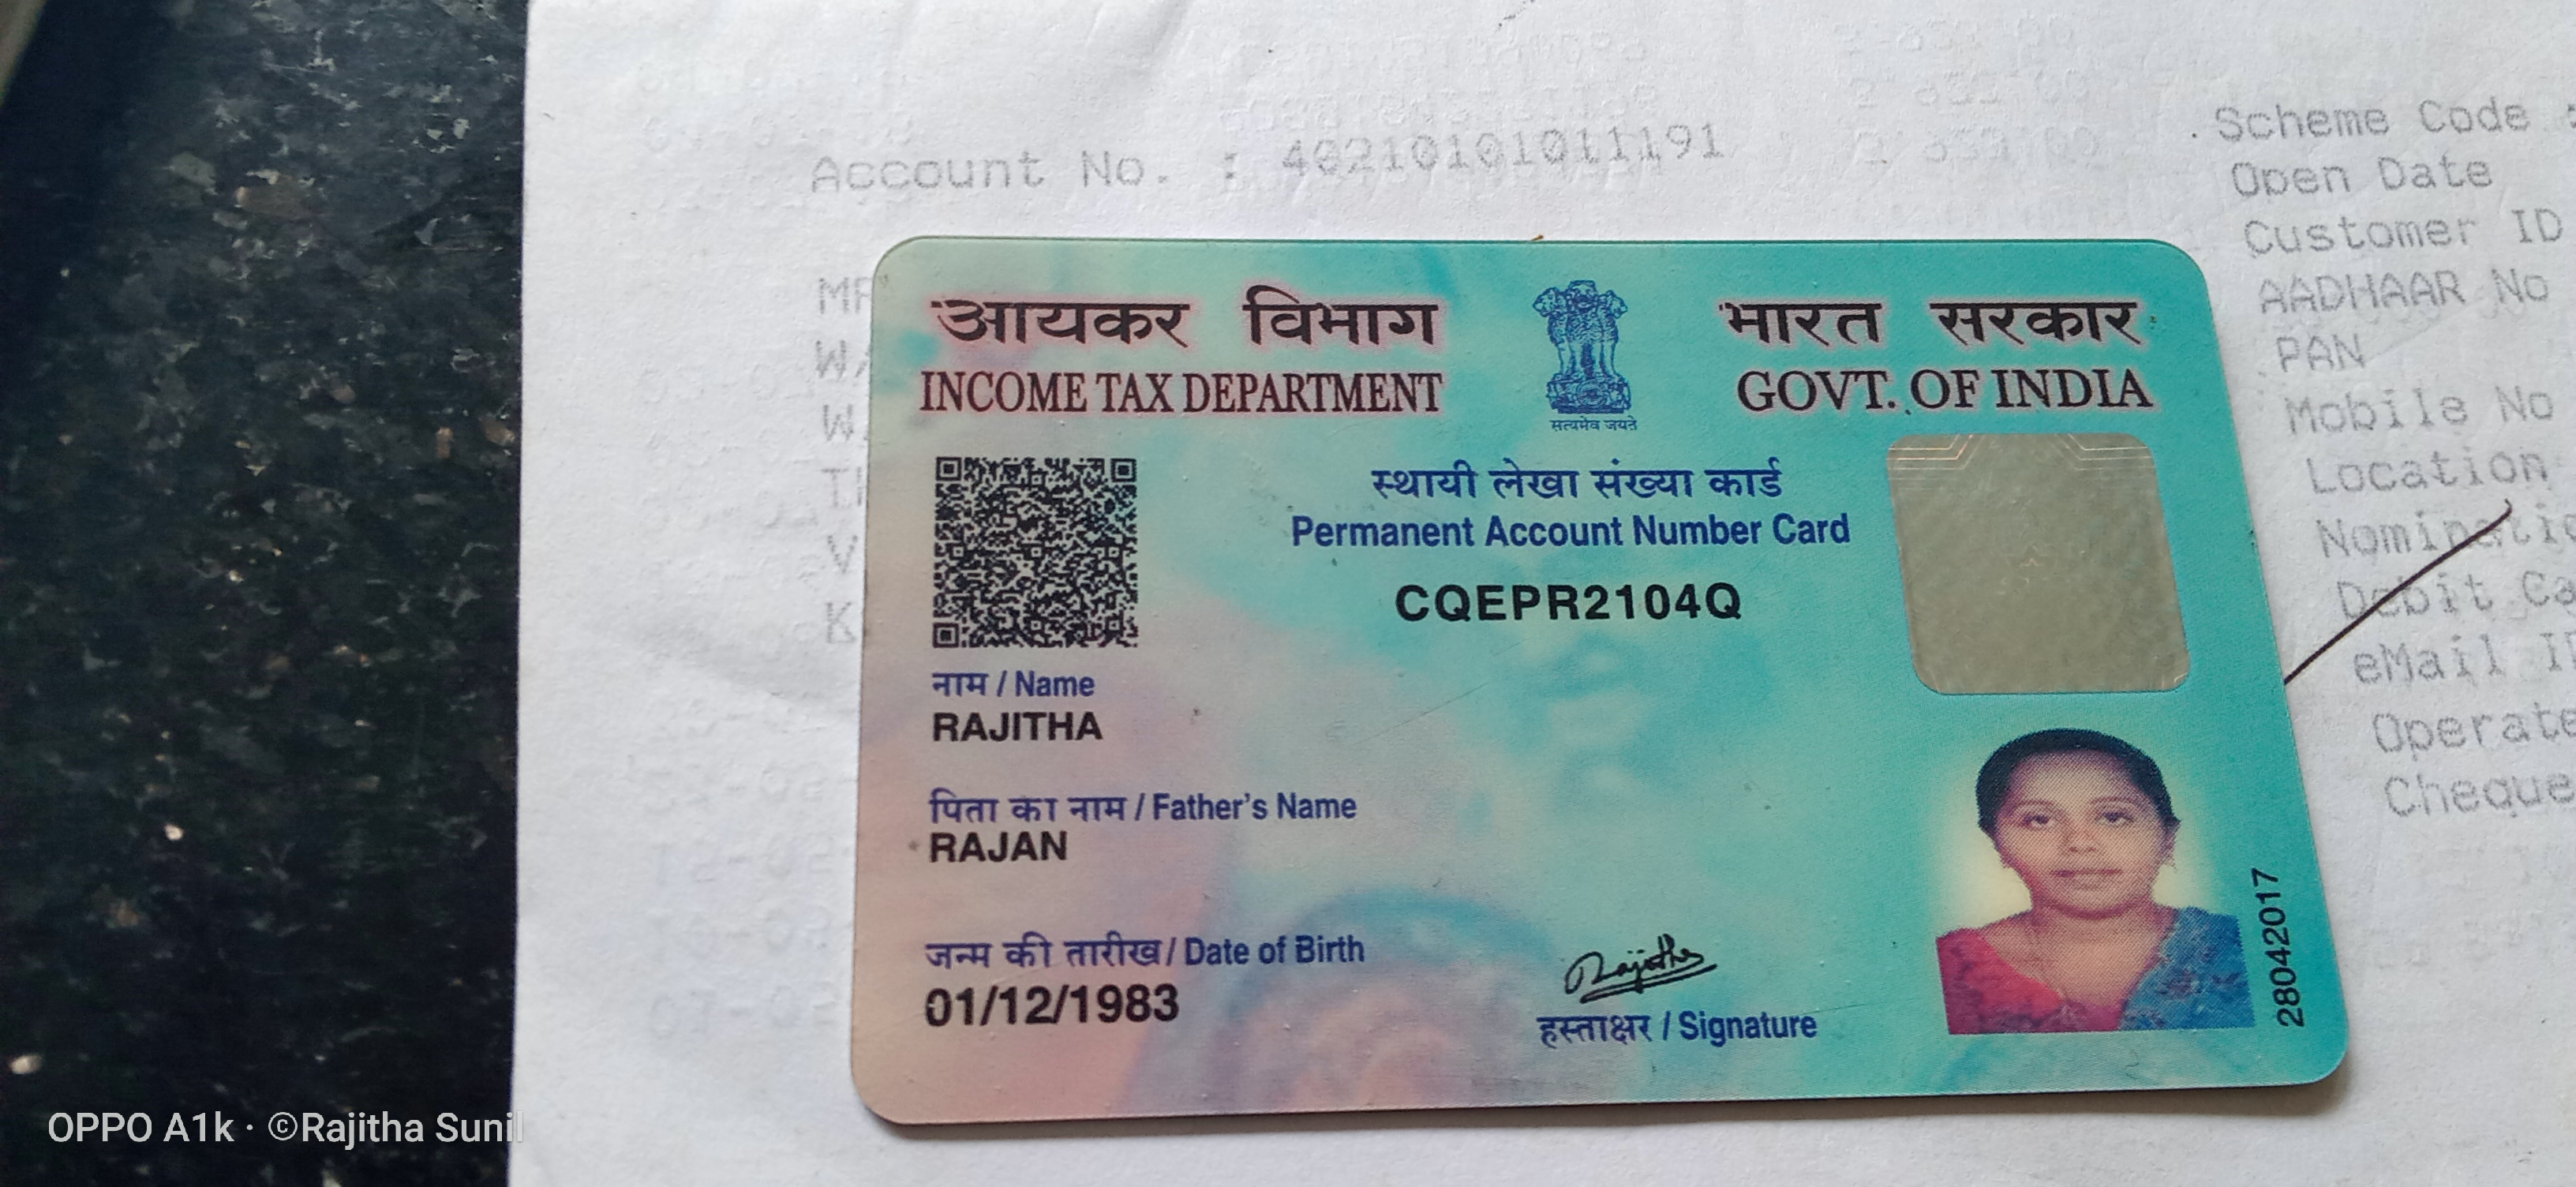 Account No. : 46210101011191
Scheme Code :
Open Date
Customer ID
AADHAAR No
PAN
Mobile No
Location
Debit Ca
eMail I
Operate
Cheque
आयकर विभाग
भारत सरकार
INCOME TAX DEPARTMENT
GOVT. OF INDIA
सत्यमेव जयते
स्थायी लेखा संख्या कार्ड
Permanent Account Number Card
CQEPR2104Q
नाम / Name
RAJITHA
पिता का नाम / Father's Name
RAJAN
जन्म की तारीख / Date of Birth
01/12/1983
Rajitha
हस्ताक्षर / Signature
28042017
OPPO A1k · ©Rajitha Sunil